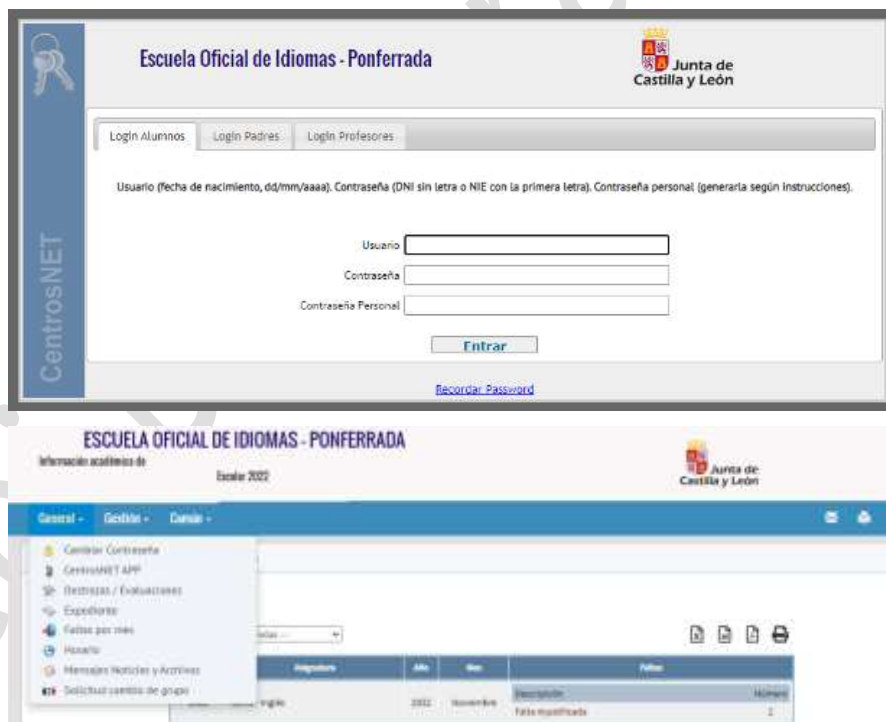 Escuela Oficial de Idiomas - Ponferrada
Junta de
Castilla y León
Login Alumnos Login Padres Login Profesores
Usuario (fecha de nacimiento, dd/mm/aaaa). Contraseña (DNI sin letra o NIE con la primera letra). Contraseña personal (generarla según instrucciones).
Usuario
Contraseña
Contraseña Personal
Entrar
Recordar Password
CentrosNET
ESCUELA OFICIAL DE IDIOMAS - PONFERRADA
Información académica de
Escolar 2022
Junta de
Castilla y León
General Gestión Común
Cambiar Contraseña
CentrosNET APP
Destrezas / Evaluaciones
Expediente
Faltas por mes
Horario
Mensajes Noticias y Archivos
Solicitud cambio de grupo
Asignatura Año Mes Faltas
Inglés 2022 Noviembre
Descripción Número
Falta injustificada 2